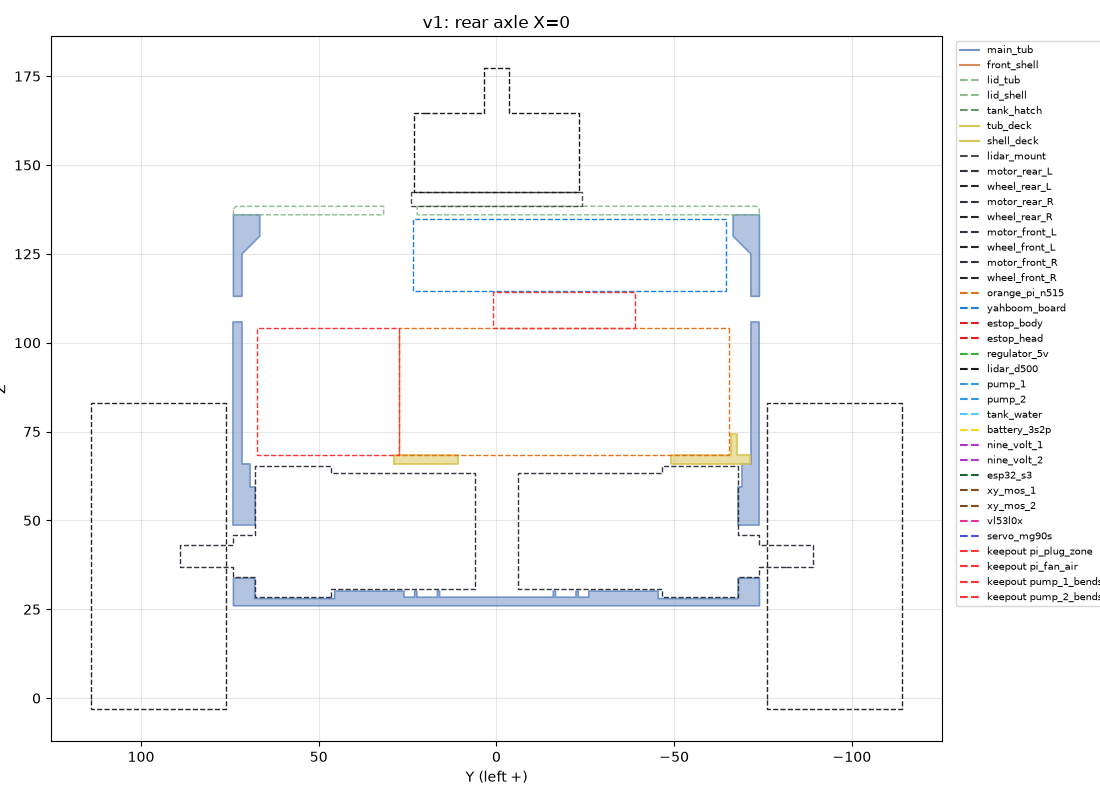 v1: rear axle X=0
175
150
125
100
75
50
25
0
100
50
0
−50
−100
Y (left +)
main_tub
front_shell
lid_tub
lid_shell
tank_hatch
tub_deck
shell_deck
lidar_mount
motor_rear_L
wheel_rear_L
motor_rear_R
wheel_rear_R
motor_front_L
wheel_front_L
motor_front_R
wheel_front_R
orange_pi_n515
yahboom_board
estop_body
estop_head
regulator_5v
lidar_d500
pump_1
pump_2
tank_water
battery_3s2p
nine_volt_1
nine_volt_2
esp32_s3
xy_mos_1
xy_mos_2
vl53l0x
servo_mg90s
keepout pi_plug_zone
keepout pi_fan_air
keepout pump_1_bends
keepout pump_2_bends